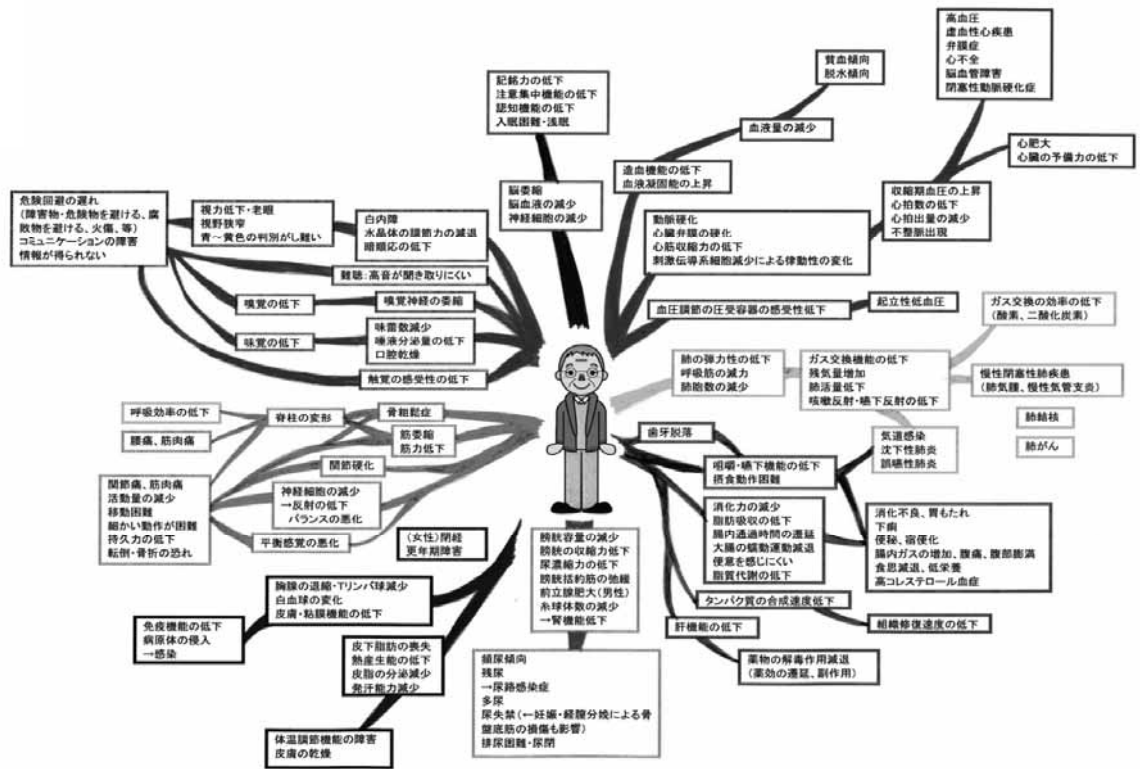 高血圧
虚血性心疾患
弁膜症
心不全
脳血管障害
閉塞性動脈硬化症
貧血傾向
脱水傾向
記銘力の低下
注意集中機能の低下
認知機能の低下
入眠困難・浅眠
血液量の減少
心肥大
心臓の予備力の低下
造血機能の低下
血液凝固能の上昇
脳委縮
脳血液の減少
神経細胞の減少
収縮期血圧の上昇
心拍数の低下
心拍出量の減少
不整脈出現
危険回避の遅れ
(障害物・危険物を避ける、腐
敗物を避ける、火傷、等)
コミュニケーションの障害
情報が得られない
視力低下・老眼
視野狭窄
青~黄色の判別がし難い
白内障
水晶体の調節力の減退
暗順応の低下
動脈硬化
心臓弁膜の硬化
心筋収縮力の低下
刺激伝導系細胞減少による律動性の変化
難聴:高音が聞き取りにくい
嗅覚の低下
嗅覚神経の委縮
血圧調節の圧受容器の感受性低下
起立性低血圧
ガス交換の効率の低下
(酸素、二酸化炭素)
味覚の低下
味蕾数減少
唾液分泌量の低下
口腔乾燥
触覚の感受性の低下
肺の弾力性の低下
呼吸筋の減力
肺胞数の減少
ガス交換機能の低下
残気量増加
肺活量低下
咳嗽反射・嚥下反射の低下
慢性閉塞性肺疾患
(肺気腫、慢性気管支炎)
肺結核
肺がん
呼吸効率の低下
脊柱の変形
骨粗鬆症
腰痛、筋肉痛
筋委縮
筋力低下
関節硬化
歯牙脱落
気道感染
沈下性肺炎
誤嚥性肺炎
咀嚼・嚥下機能の低下
摂食動作困難
関節痛、筋肉痛
活動量の減少
移動困難
細かい動作が困難
持久力の低下
転倒・骨折の恐れ
神経細胞の減少
→反射の低下
バランスの悪化
平衡感覚の悪化
消化力の減少
脂肪吸収の低下
腸内通過時間の遷延
大腸の蠕動運動減退
便意を感じにくい
脂質代謝の低下
消化不良、胃もたれ
下痢
便秘、宿便化
腸内ガスの増加、腹痛、腹部膨満
食思減退、低栄養
高コレステロール血症
(女性)閉経
更年期障害
膀胱容量の減少
膀胱の収縮力低下
尿濃縮力の低下
膀胱括約筋の弛緩
前立腺肥大(男性)
糸球体数の減少
→腎機能低下
胸腺の退縮・Tリンパ球減少
白血球の変化
皮膚・粘膜機能の低下
タンパク質の合成速度低下
組織修復速度の低下
免疫機能の低下
病原体の侵入
→感染
肝機能の低下
皮下脂肪の喪失
熱産生能の低下
皮脂の分泌減少
発汗能力減少
薬物の解毒作用減退
(薬効の遷延、副作用)
頻尿傾向
残尿
→尿路感染症
多尿
尿失禁(←妊娠・経膣分娩による骨
盤底筋の損傷も影響)
排尿困難・尿閉
体温調節機能の障害
皮膚の乾燥